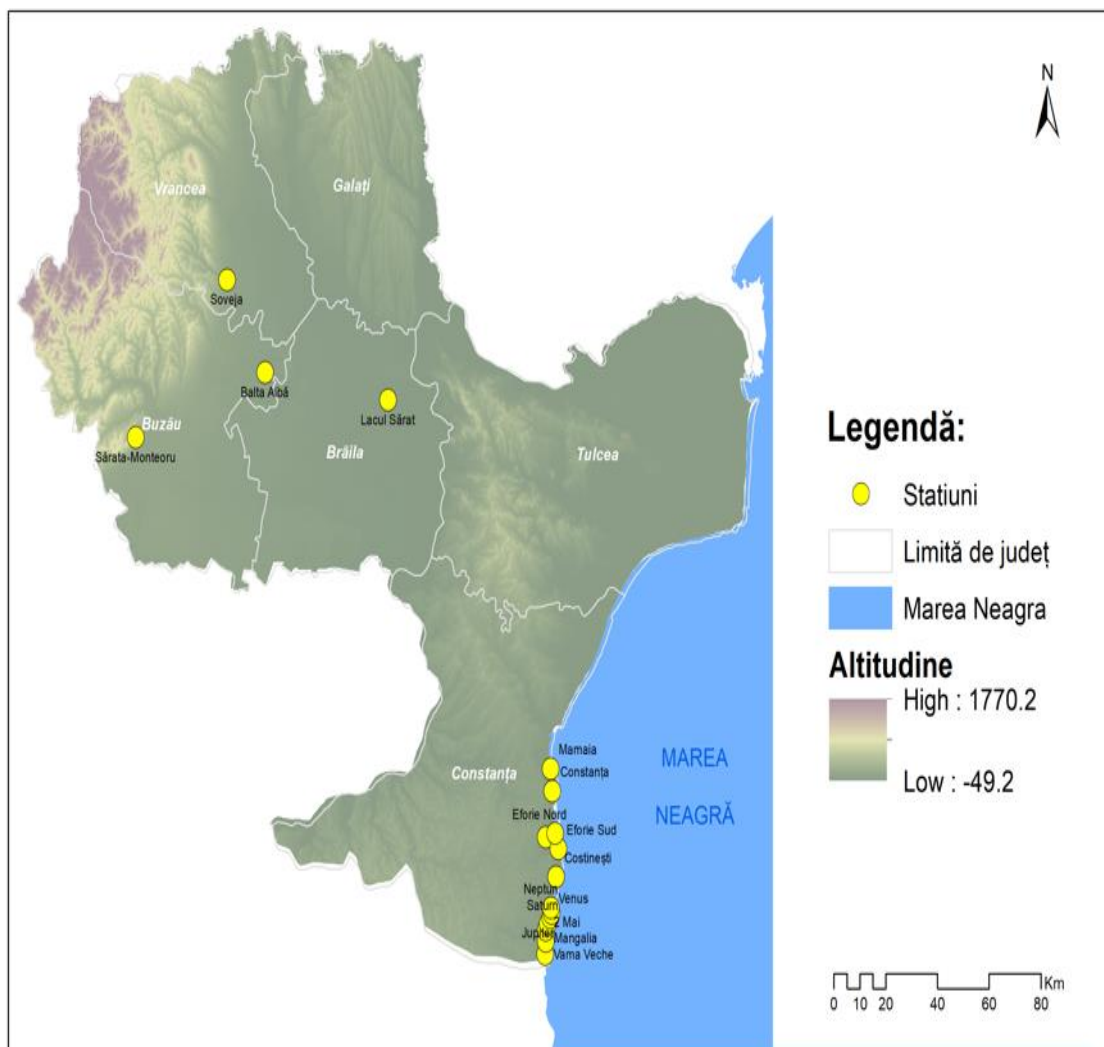 N
Vrancea
Galați
Soveja
Balta Albă
Lacul Sărat
Buzău
Sărata-Monteoru
Brăila
Tulcea
Mamaia
Constanța
Constanța
Eforie Nord
Eforie Sud
Costinești
Neptun
Venus
Saturn
2 Mai
Jupiter
Mangalia
Vama Veche
MAREA
NEAGRĂ
Legendă:
Statiuni
Limită de județ
Marea Neagra
Altitudine
High : 1770.2
Low : -49.2
Km
0 10 20 40 60 80